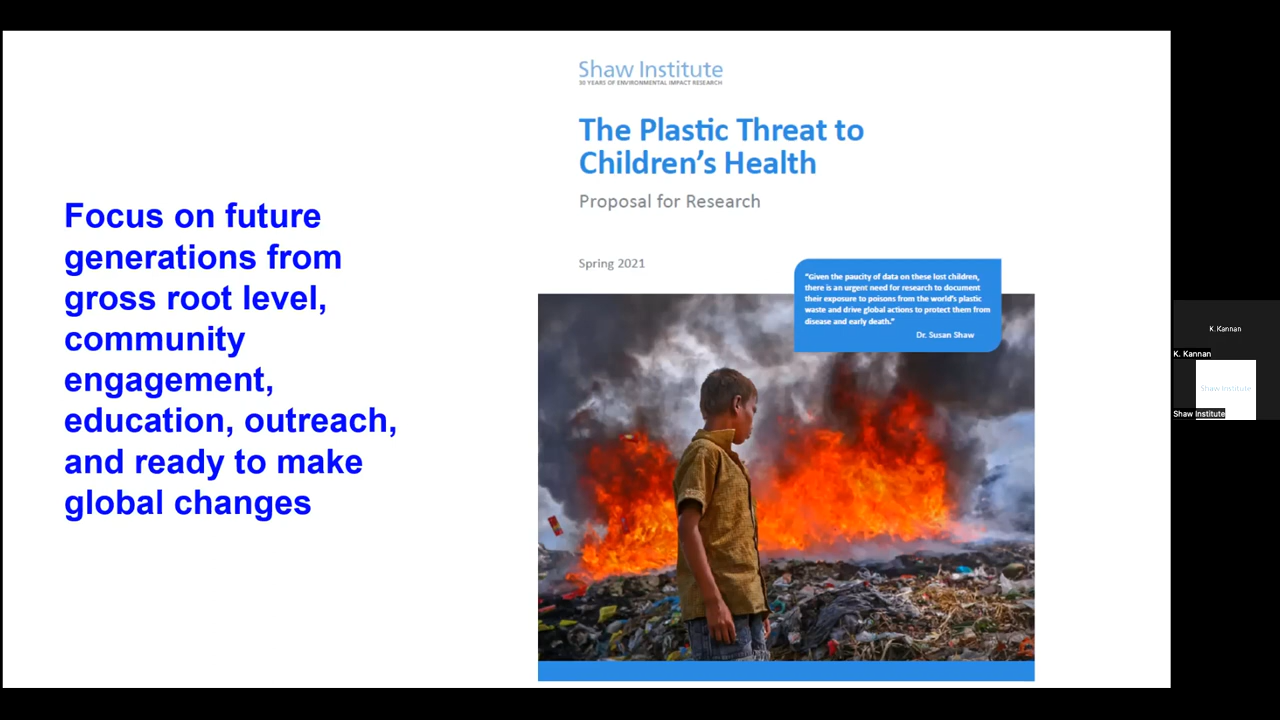 Focus on future
generations from
gross root level,
community
engagement,
education, outreach,
and ready to make
global changes
Shaw Institute
30 YEARS OF ENVIRONMENTAL IMPACT RESEARCH
The Plastic Threat to
Children's Health
Proposal for Research
Spring 2021
"Given the paucity of data on these lost children,
there is an urgent need for research to document
their exposure to poisons from the world's plastic
waste and drive global actions to protect them from
disease and early death."
Dr. Susan Shaw
K. Kannan
K. Kannan
Shaw Institute
Shaw Institute